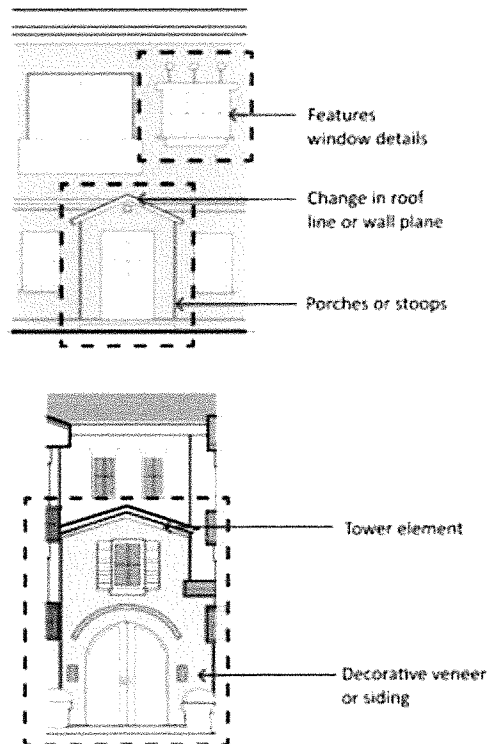 Features
window details
Change in roof
line or wall plane
Porches or stoops
Tower element
Decorative veneer
or siding